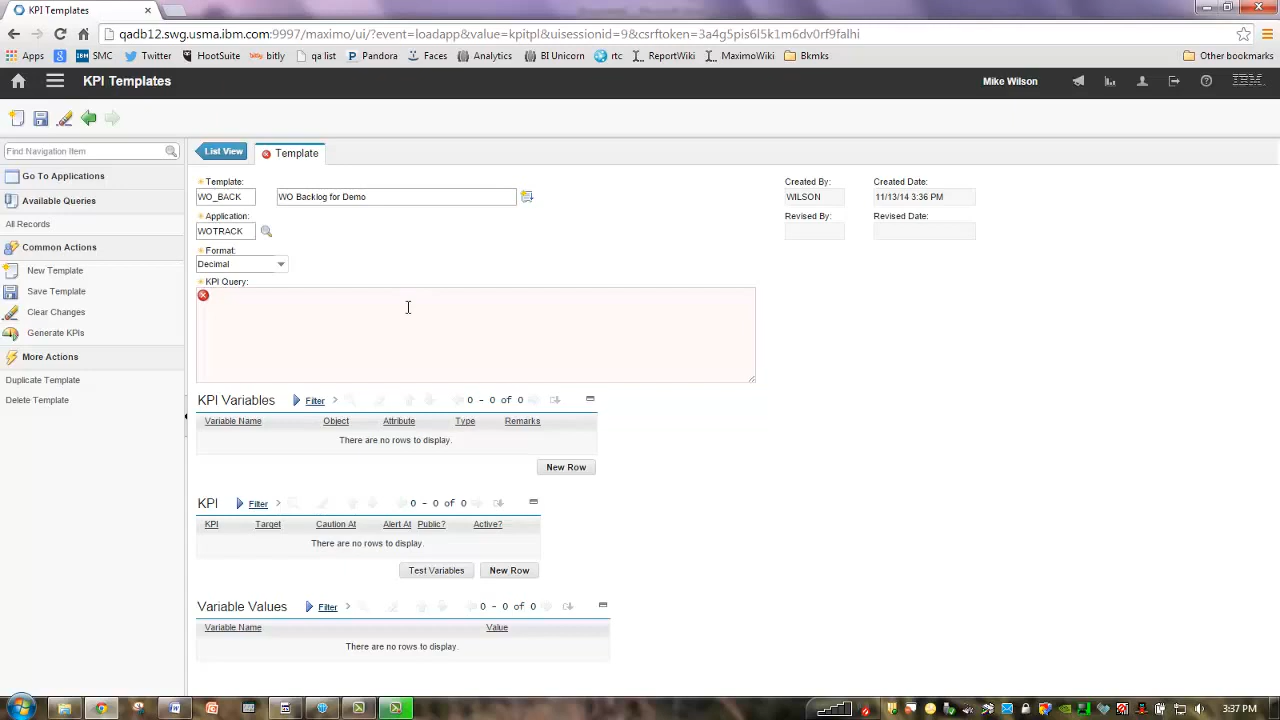 KPI Templates
qadb12.swg.usma.ibm.com:9997/maximo/ui/?event=loadapp&value=kpitpl&uisessionid=9&csrftoken=3a4g5pis6l5k1m6dv0rf9falhi
Apps SMC Twitter HootSuite bitly qa list Pandora Faces Analytics BI Unicorn rtc ReportWiki MaximoWiki Bkmks Other bookmarks
KPI Templates Mike Wilson IBM
Find Navigation Item List View Template
Go To Applications
Available Queries
All Records
Common Actions
New Template
Save Template
Clear Changes
Generate KPIs
More Actions
Duplicate Template
Delete Template
Template: Created By: Created Date:
WO_BACK WO Backlog for Demo WILSON 11/13/14 3:36 PM
Application: Revised By: Revised Date:
WOTRACK
Format:
Decimal
KPI Query:
KPI Variables Filter 0 - 0 of 0
Variable Name Object Attribute Type Remarks
There are no rows to display.
New Row
KPI Filter 0 - 0 of 0
KPI Target Caution At Alert At Public? Active?
There are no rows to display.
Test Variables New Row
Variable Values Filter 0 - 0 of 0
Variable Name Value
There are no rows to display.
3:37 PM